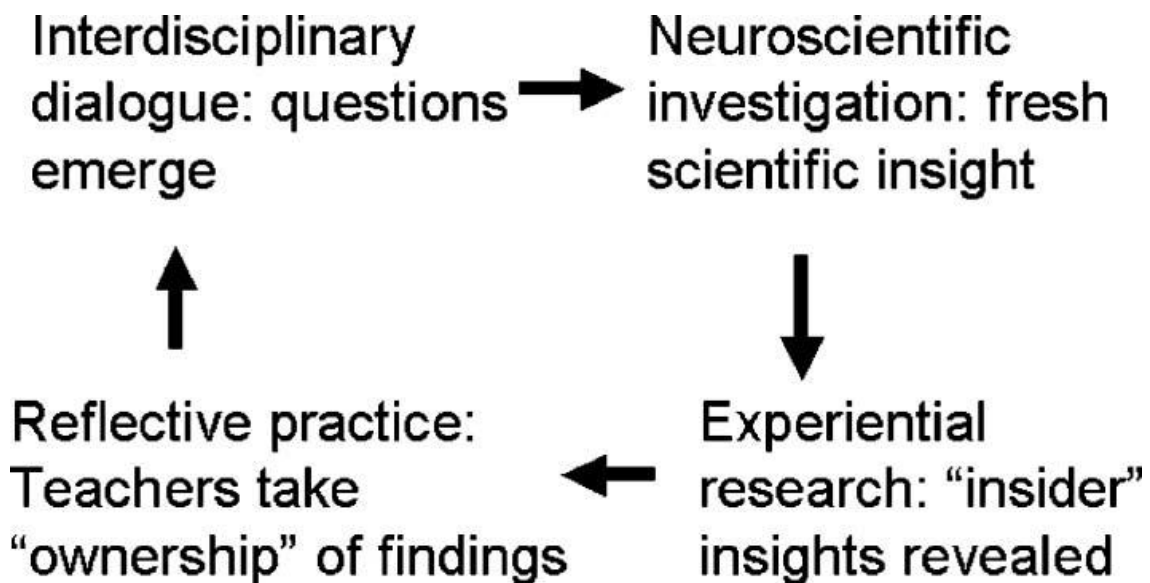 Interdisciplinary
dialogue: questions
emerge
Neuroscientific
investigation: fresh
scientific insight
Experiential
research: “insider”
insights revealed
Reflective practice:
Teachers take
“ownership” of findings